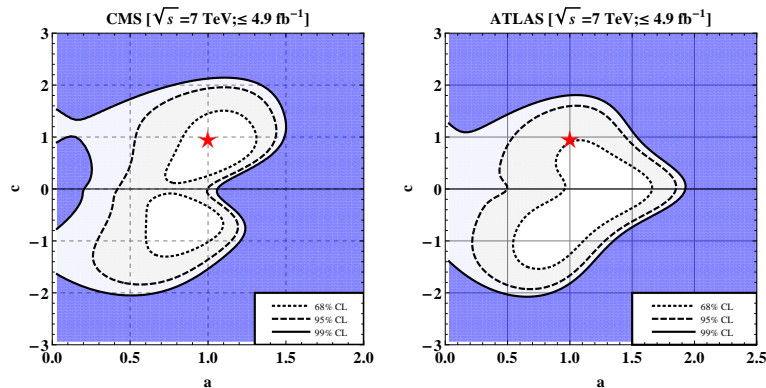 CMS [√s =7 TeV;≤ 4.9 fb⁻¹]
3
2
1
0
−1
−2
−3
c
0.0 0.5 1.0 1.5 2.0
a
68% CL
95% CL
99% CL
ATLAS [√s =7 TeV;≤ 4.9 fb⁻¹]
3
2
1
0
−1
−2
−3
c
0.0 0.5 1.0 1.5 2.0 2.5
a
68% CL
95% CL
99% CL